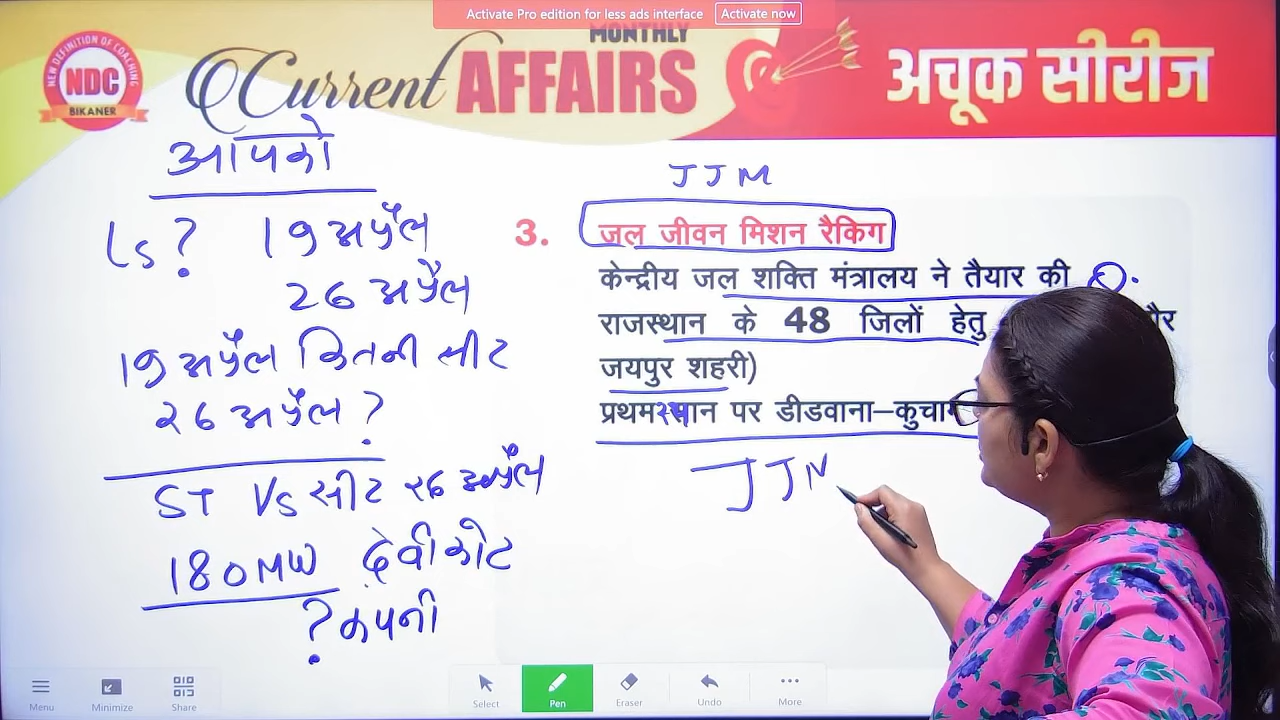 Activate Pro edition for less ads interface Activate now
NEW DEFINITION OF COACHING
NDC
BIKANER
MONTHLY
Current AFFAIRS
अचूक सीरीज
आपको
Ls? 19 अप्रैल
26 अप्रैल
19 अप्रैल कितनी सीट
26 अप्रैल ?
ST Vs सीट 26 अप्रैल
180MW देवीकोट
? कंपनी
JJM
3. जल जीवन मिशन रैकिग
केन्द्रीय जल शक्ति मंत्रालय ने तैयार की
राजस्थान के 48 जिलों हेतु
जयपुर शहरी)
प्रथम स्थान पर डीडवाना–कुचाम
JJM
Menu Minimize Share Select Pen Eraser Undo More